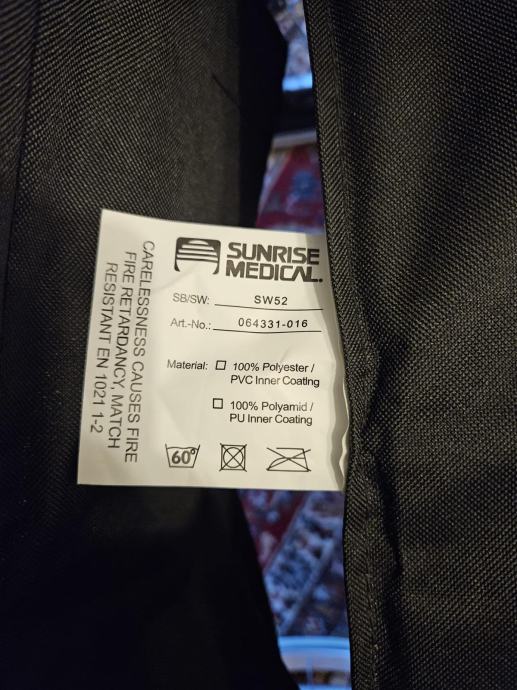 SUNRISE
MEDICAL.
SB/SW: SW52
Art.-No.: 064331-016
Material: ☐ 100% Polyester /
PVC Inner Coating
☐ 100% Polyamid /
PU Inner Coating
60°
CARELESSNESS CAUSES FIRE
FIRE RETARDANCY, MATCH
RESISTANT EN 1021 1-2